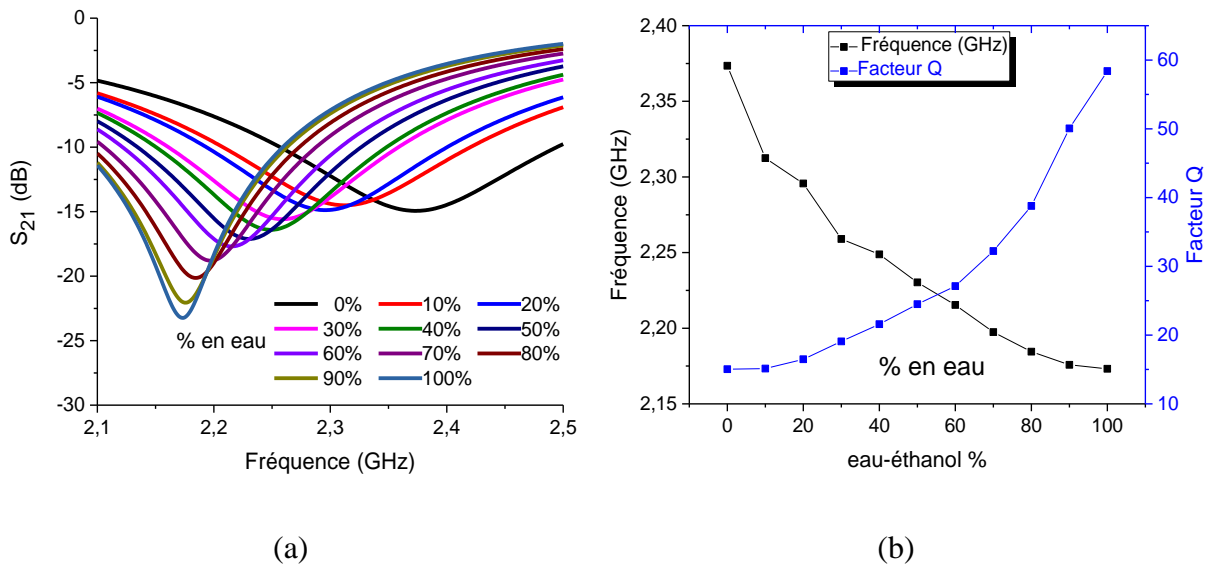 0
-5
-10
-15
-20
-25
-30
S21 (dB)
2,1 2,2 2,3 2,4 2,5
Fréquence (GHz)
% en eau
0% 10% 20%
30% 40% 50%
60% 70% 80%
90% 100%
(a)
2,40
2,35
2,30
2,25
2,20
2,15
Fréquence (GHz)
Fréquence (GHz)
Facteur Q
% en eau
0 20 40 60 80 100
eau-éthanol %
60
50
40
30
20
10
Facteur Q
(b)